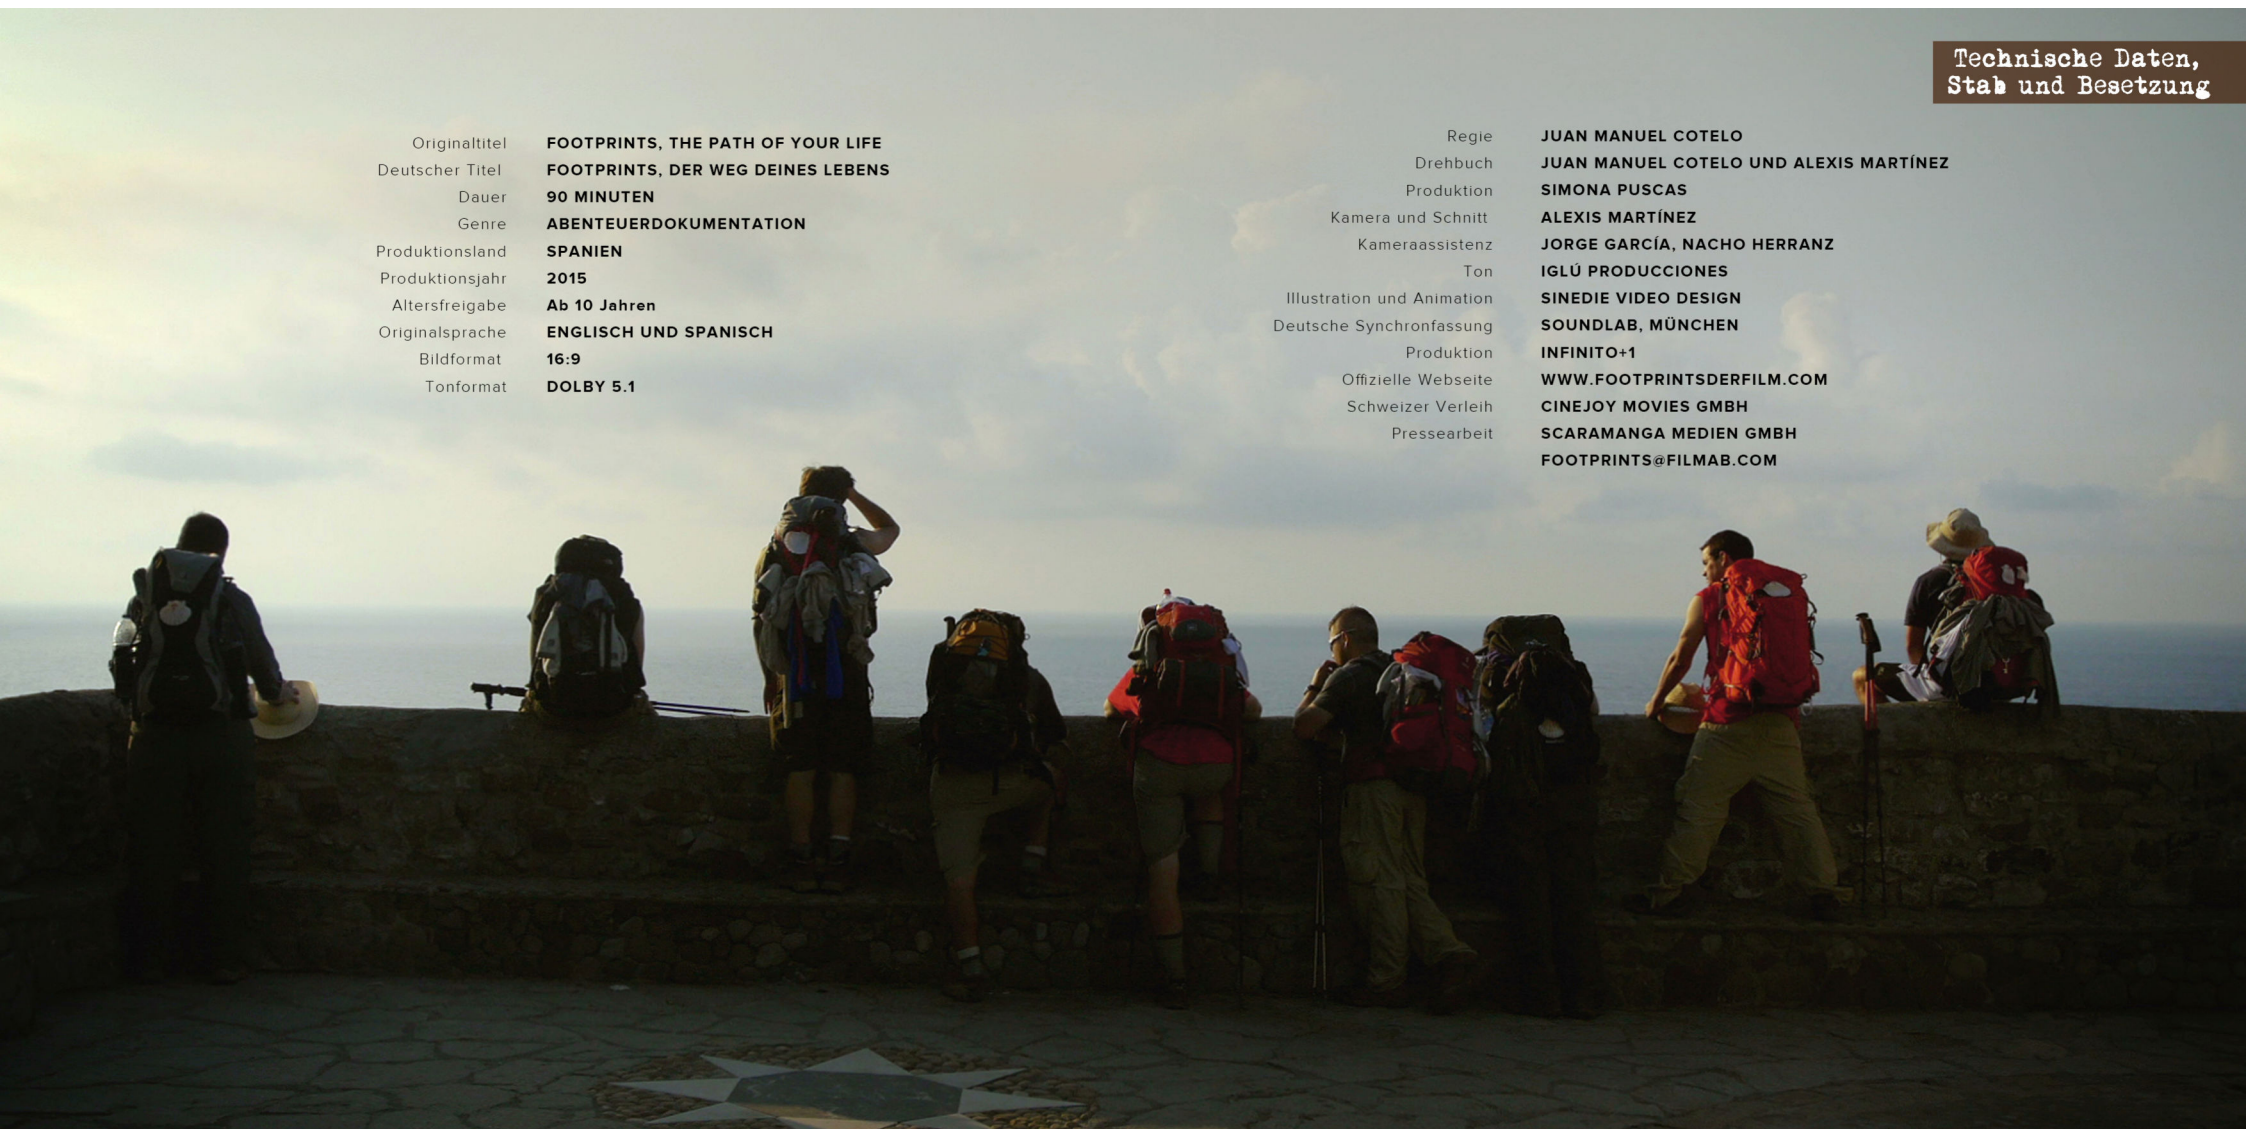 Technische Daten,
Stab und Besetzung
Originaltitel FOOTPRINTS, THE PATH OF YOUR LIFE
Deutscher Titel FOOTPRINTS, DER WEG DEINES LEBENS
Dauer 90 MINUTEN
Genre ABENTEUERDOKUMENTATION
Produktionsland SPANIEN
Produktionsjahr 2015
Altersfreigabe Ab 10 Jahren
Originalsprache ENGLISCH UND SPANISCH
Bildformat 16:9
Tonformat DOLBY 5.1
Regie JUAN MANUEL COTELO
Drehbuch JUAN MANUEL COTELO UND ALEXIS MARTÍNEZ
Produktion SIMONA PUSCAS
Kamera und Schnitt ALEXIS MARTÍNEZ
Kameraassistenz JORGE GARCÍA, NACHO HERRANZ
Ton IGLÚ PRODUCCIONES
Illustration und Animation SINEDIE VIDEO DESIGN
Deutsche Synchronfassung SOUNDLAB, MÜNCHEN
Produktion INFINITO+1
Offizielle Webseite WWW.FOOTPRINTSDERFILM.COM
Schweizer Verleih CINEJOY MOVIES GMBH
Pressearbeit SCARAMANGA MEDIEN GMBH
FOOTPRINTS@FILMAB.COM